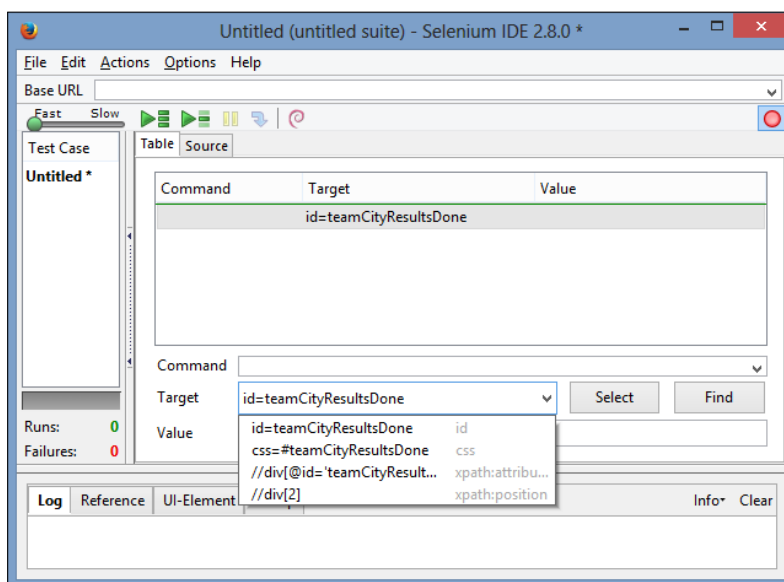 Untitled (untitled suite) - Selenium IDE 2.8.0 *
File Edit Actions Options Help
Base URL
Fast Slow
Test Case
Untitled *
Table Source
Command Target Value
id=teamCityResultsDone
Command
Target id=teamCityResultsDone Select Find
Value
id=teamCityResultsDone id
css=#teamCityResultsDone css
//div[@id='teamCityResult... xpath:attribu...
//div[2] xpath:position
Runs: 0
Failures: 0
Log Reference UI-Element Info Clear